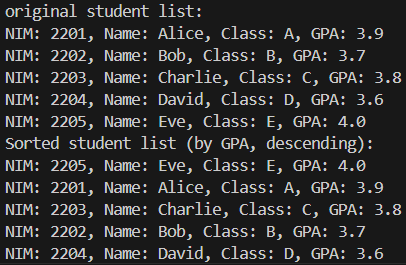 original student list:
NIM: 2201, Name: Alice, Class: A, GPA: 3.9
NIM: 2202, Name: Bob, Class: B, GPA: 3.7
NIM: 2203, Name: Charlie, Class: C, GPA: 3.8
NIM: 2204, Name: David, Class: D, GPA: 3.6
NIM: 2205, Name: Eve, Class: E, GPA: 4.0
Sorted student list (by GPA, descending):
NIM: 2205, Name: Eve, Class: E, GPA: 4.0
NIM: 2201, Name: Alice, Class: A, GPA: 3.9
NIM: 2203, Name: Charlie, Class: C, GPA: 3.8
NIM: 2202, Name: Bob, Class: B, GPA: 3.7
NIM: 2204, Name: David, Class: D, GPA: 3.6